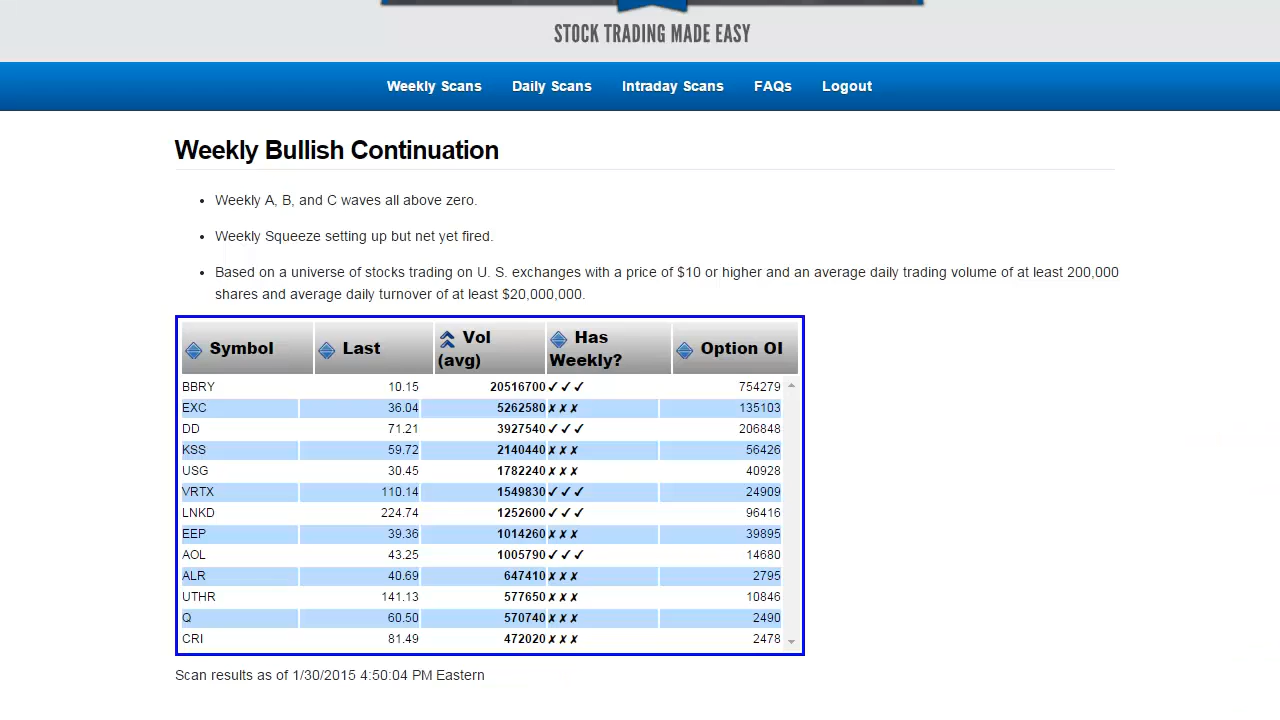 STOCK TRADING MADE EASY
Weekly Scans Daily Scans Intraday Scans FAQs Logout
Weekly Bullish Continuation
• Weekly A, B, and C waves all above zero.
• Weekly Squeeze setting up but net yet fired.
• Based on a universe of stocks trading on U. S. exchanges with a price of $10 or higher and an average daily trading volume of at least 200,000
shares and average daily turnover of at least $20,000,000.
Symbol Last Vol (avg) Has Weekly? Option OI
BBRY 10.15 20516700 ✓ ✓ ✓ 754279
EXC 36.04 5262580 ✗ ✗ ✗ 135103
DD 71.21 3927540 ✓ ✓ ✓ 206848
KSS 59.72 2140440 ✗ ✗ ✗ 56426
USG 30.45 1782240 ✗ ✗ ✗ 40928
VRTX 110.14 1549830 ✓ ✓ ✓ 24909
LNKD 224.74 1252600 ✓ ✓ ✓ 96416
EEP 39.36 1014260 ✗ ✗ ✗ 39895
AOL 43.25 1005790 ✓ ✓ ✓ 14680
ALR 40.69 647410 ✗ ✗ ✗ 2795
UTHR 141.13 577650 ✗ ✗ ✗ 10846
Q 60.50 570740 ✗ ✗ ✗ 2490
CRI 81.49 472020 ✗ ✗ ✗ 2478
Scan results as of 1/30/2015 4:50:04 PM Eastern